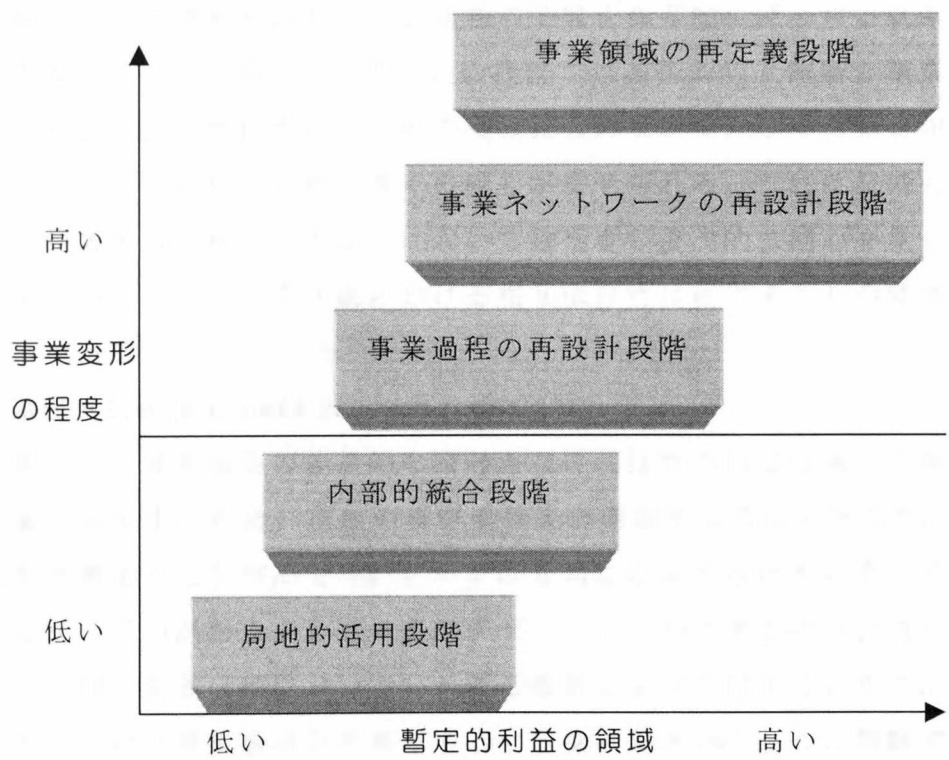 事業領域の再定義段階
事業ネットワークの再設計段階
高い
事業過程の再設計段階
事業変形
の程度
内部的統合段階
局地的活用段階
低い
低い 暫定的利益の領域 高い